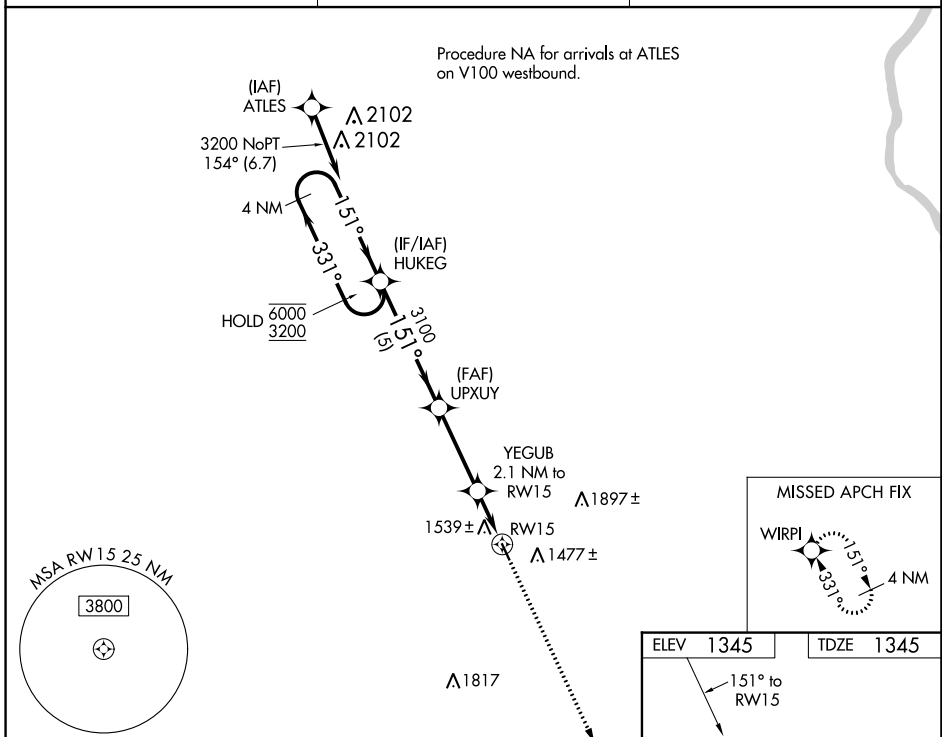 Procedure NA for arrivals at ATLES
on V100 westbound.
(IAF)
ATLES
2102
2102
3200 NoPT
154° (6.7)
4 NM
151°
331°
(IF/IAF)
HUKEG
HOLD 6000
3200
3100
151°
(5)
(FAF)
UPXUY
YEGUB
2.1 NM to
RW15
1897±
1539±
RW15
1477±
MISSED APCH FIX
WIRPI
151°
331°
4 NM
MSA RW15 25 NM
3800
1817
ELEV 1345
TDZE 1345
151° to
RW15